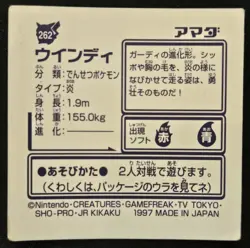 262
アマダ
ウインディ
分類:でんせつポケモン
タイプ:炎
身長:1.9m
体重:155.0kg
進化:――――
ガーディの進化形。シッ
ポや胸の毛を、炎の様に
なびかせて走る姿は、勇
壮そのものだ!
出現
ソフト
赤
青
●あそびかた● 2人対戦で遊びます。
(くわしくは、パッケージのウラを見てネ)
©Nintendo・CREATURES・GAMEFREAK・TV TOKYO・
SHO-PRO・JR KIKAKU 1997 MADE IN JAPAN